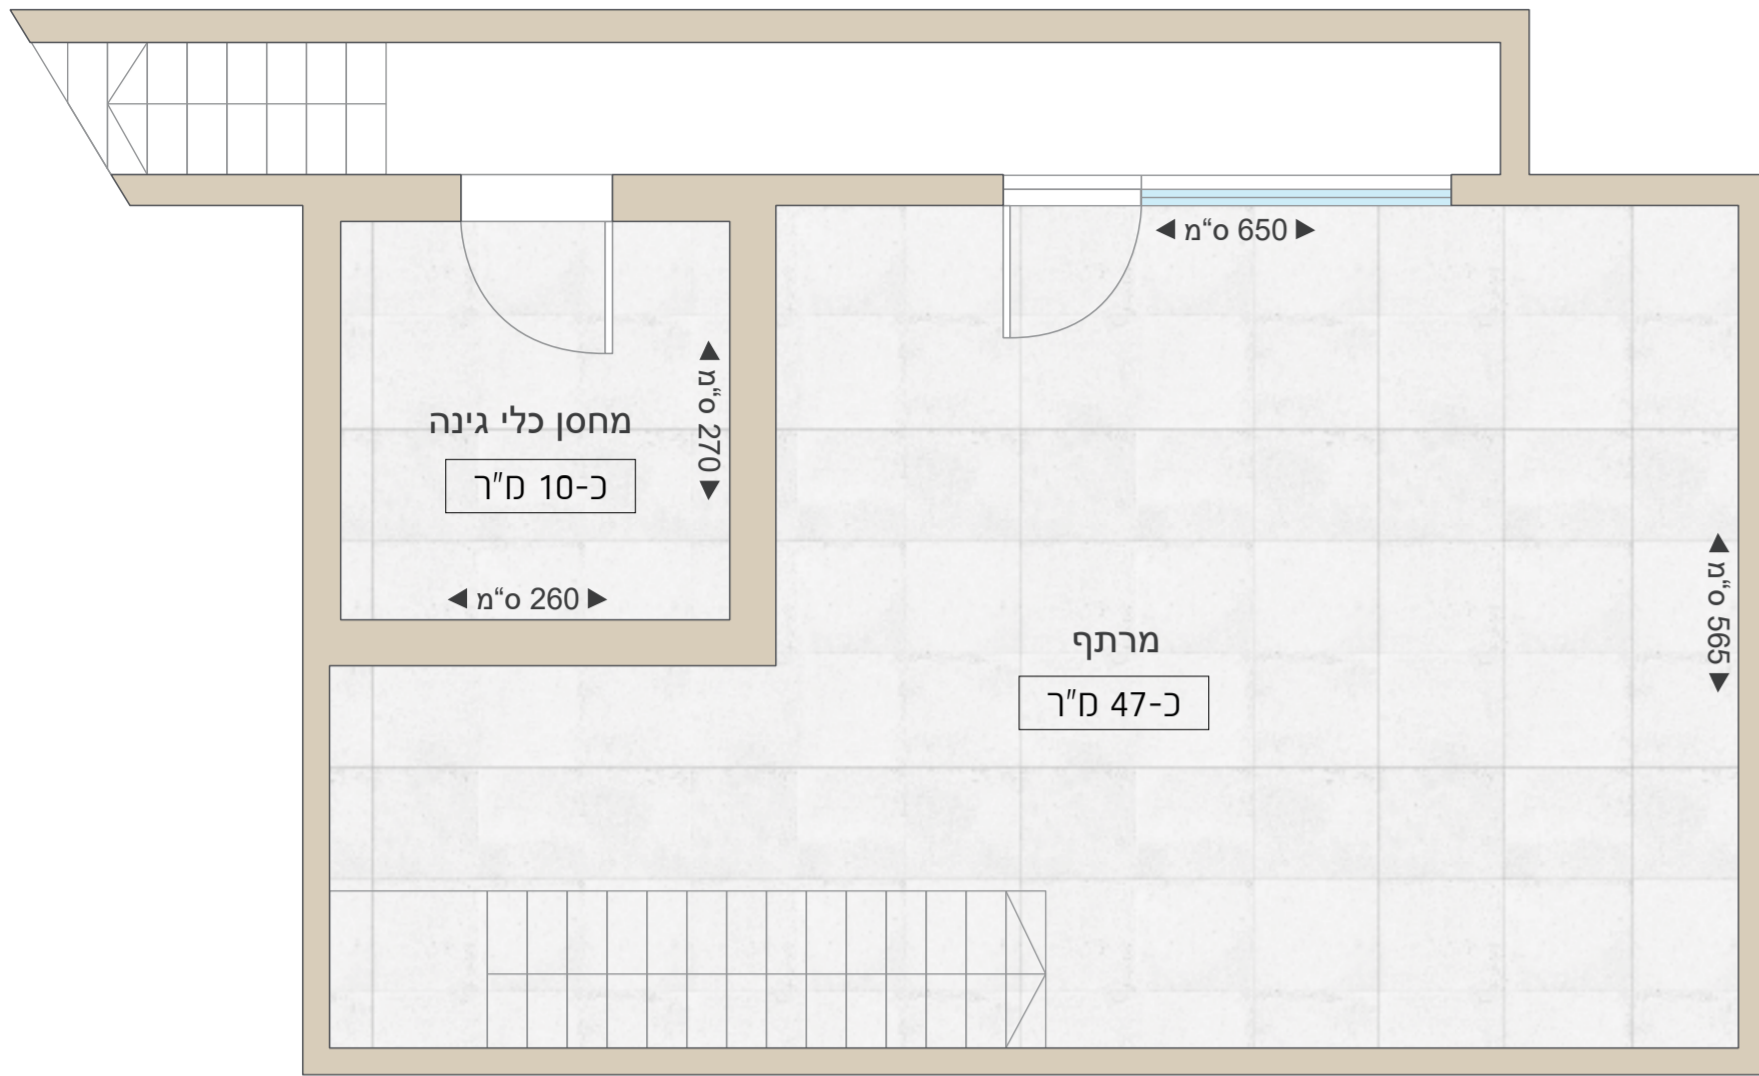 650 ס“מ
270 ס“מ
מחסן כלי גינה
כ-10 מ"ר
260 ס“מ
565 ס“מ
מרתף
כ-47 מ"ר